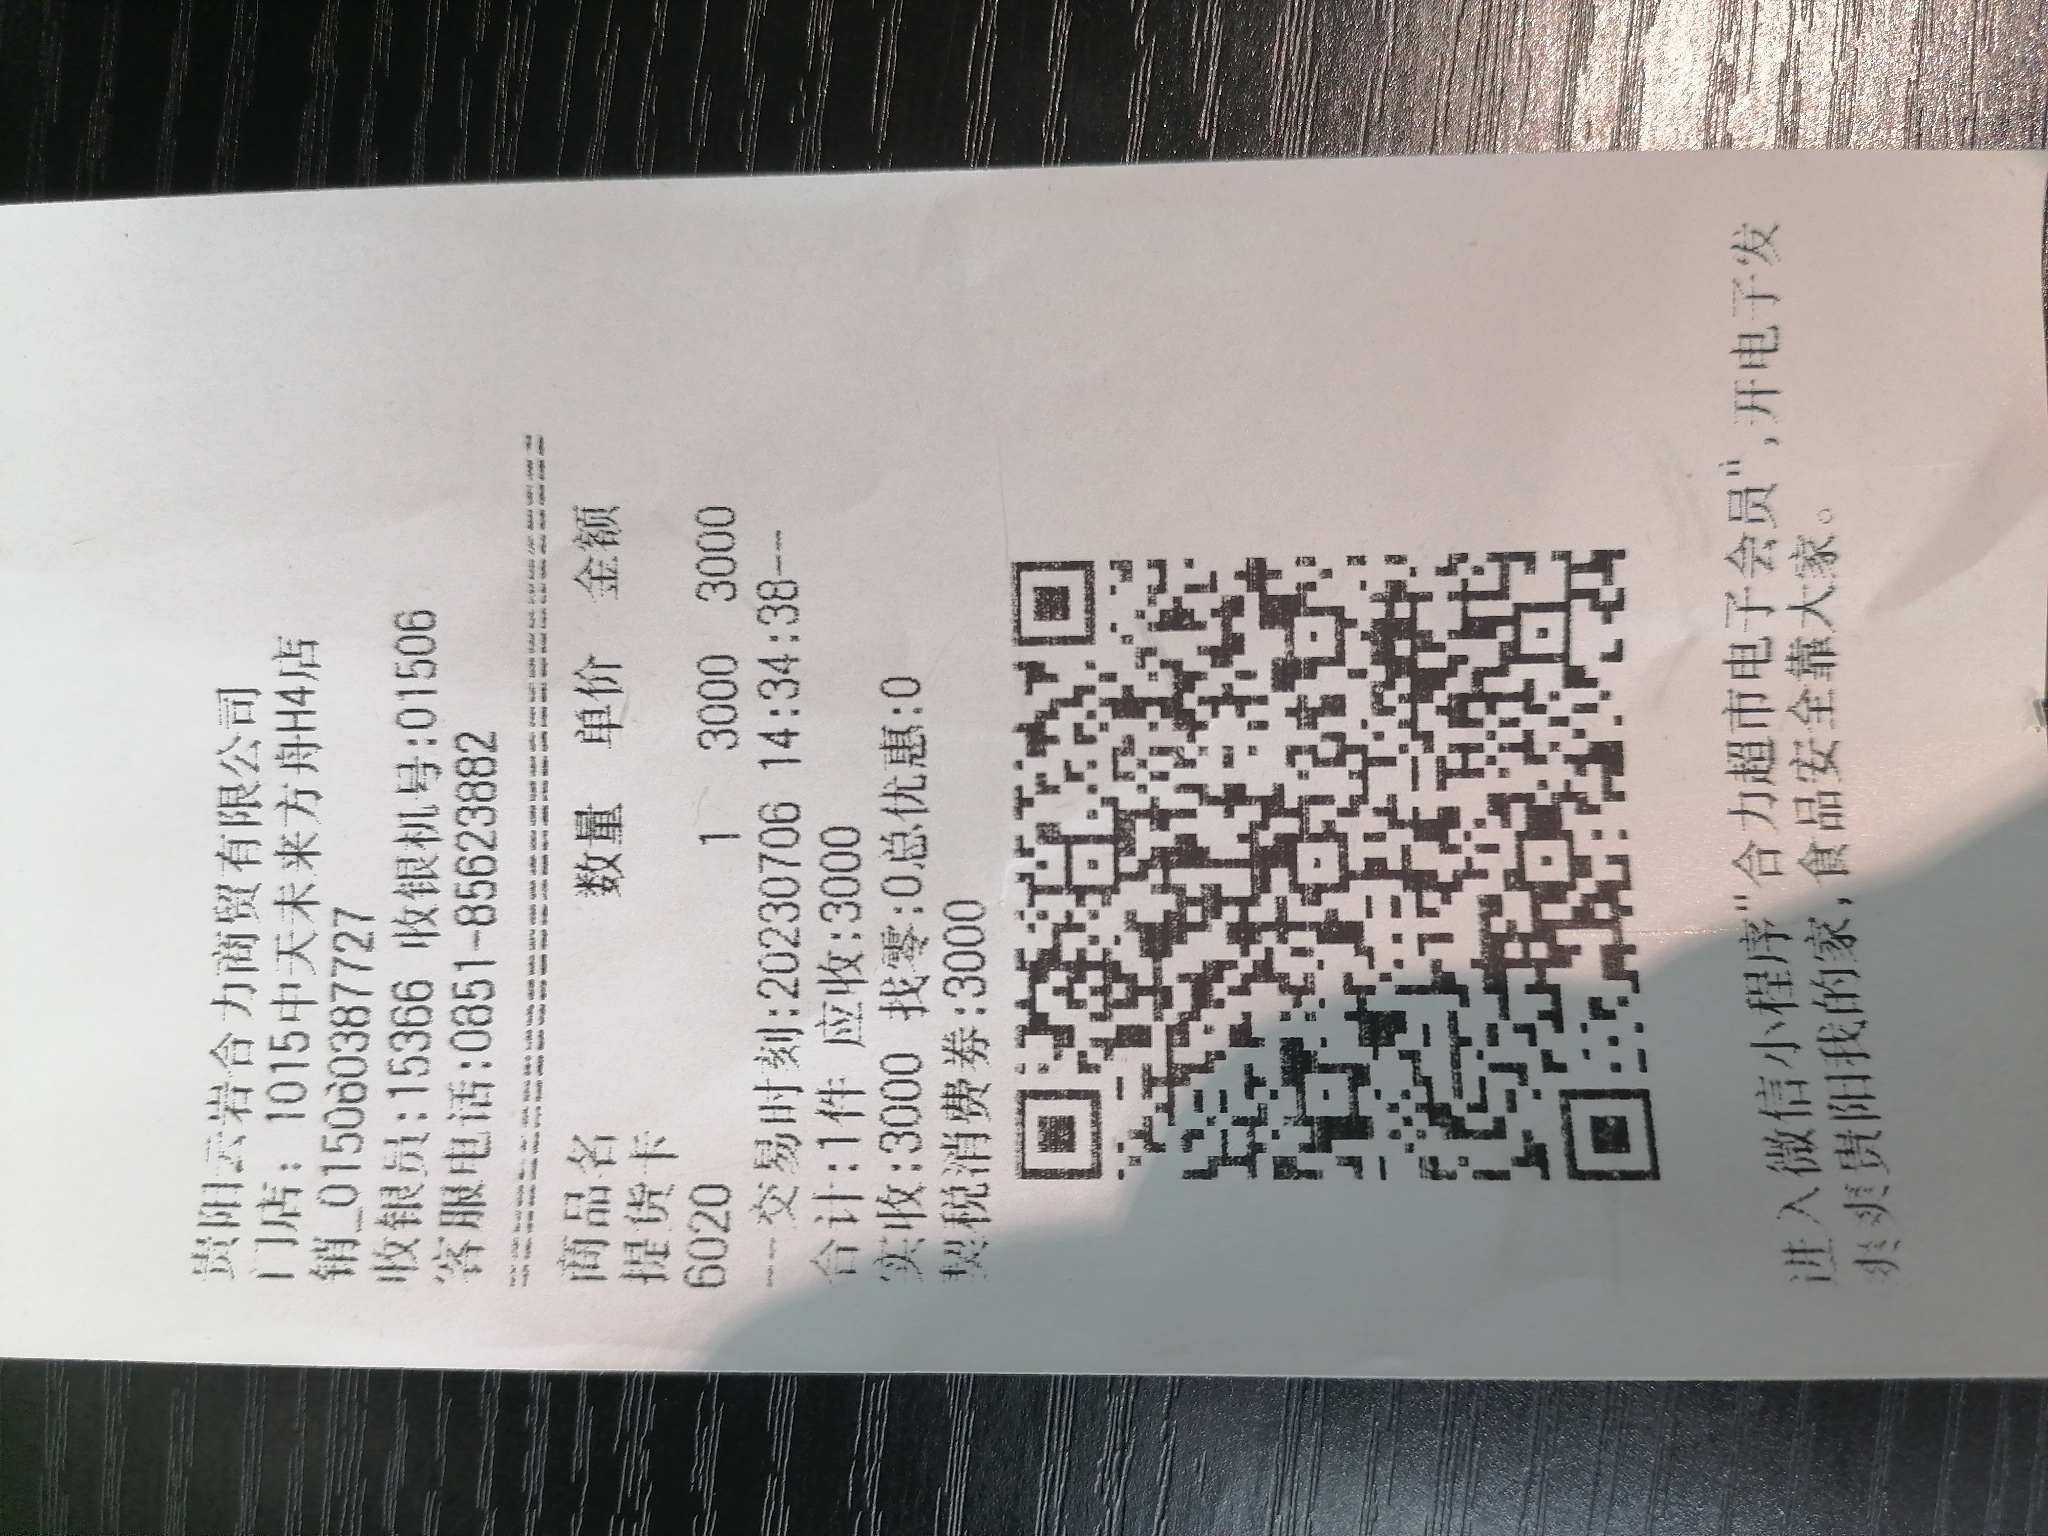 贵阳云岩合力商贸有限公司
门店: 1015中天未来方舟H4店
销_01506038​7727
收银员:15366 收银机号:01506
客服电话:0851-85623882
================================
商品名 数量 单价 金额
提货卡
6020 1 3000 3000
--交易时刻:20230706 14:34:38--
合计:1件 应收:3000
实收:3000 找零:0总优惠:0
契税消费券:3000
进入微信小程序"合力超市电子会员",开电子发
爽爽贵阳我的家,食品安全靠大家。